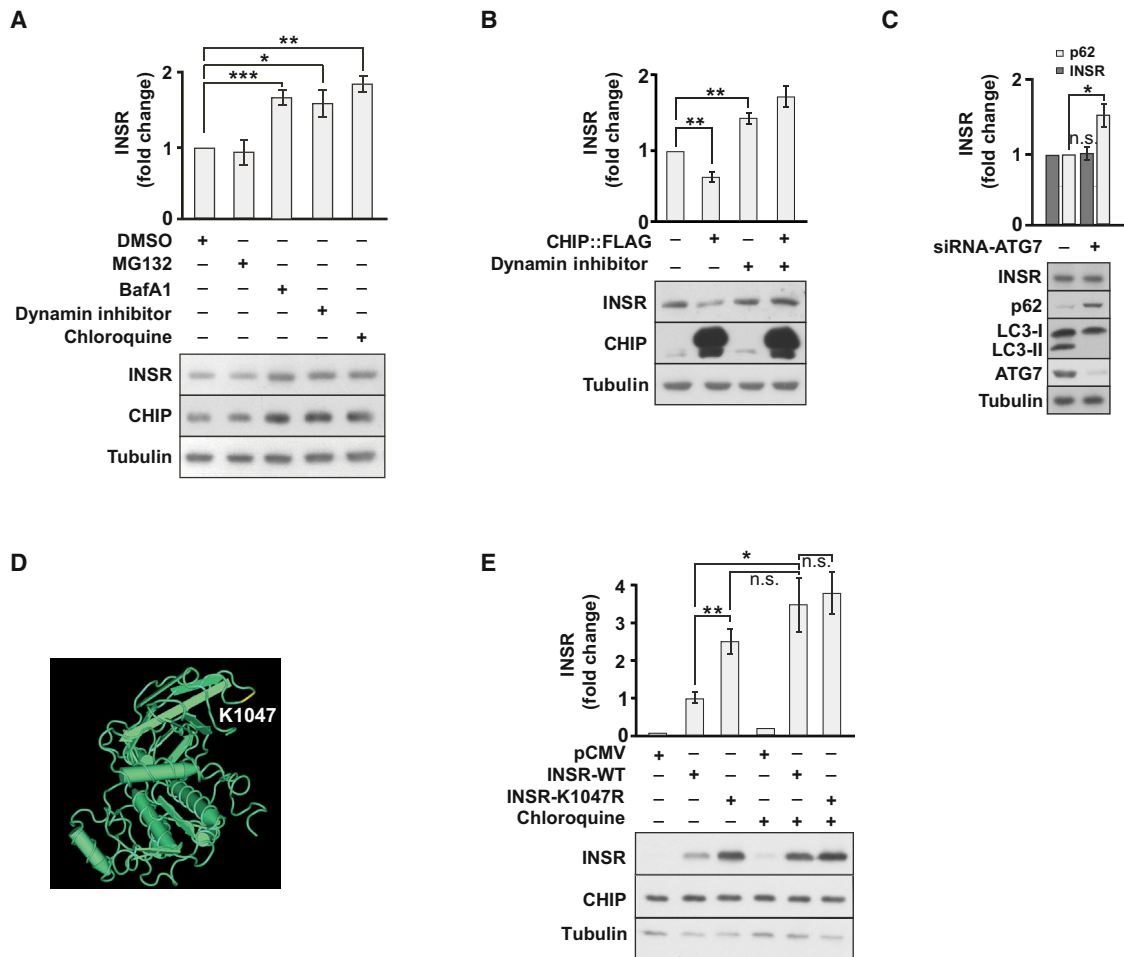 A
** 
*
***
2
1
0
INSR
(fold change)
DMSO + – – – –
MG132 – + – – –
BafA1 – – + – –
Dynamin inhibitor – – – + –
Chloroquine – – – – +
INSR
CHIP
Tubulin
B
**
**
2
1
0
INSR
(fold change)
CHIP::FLAG – + – +
Dynamin inhibitor – – + +
INSR
CHIP
Tubulin
C
p62
INSR
*
n.s.
2
1
0
INSR
(fold change)
siRNA-ATG7 – +
INSR
p62
LC3-I
LC3-II
ATG7
Tubulin
D
K1047
E
*
n.s.
n.s.
**
4
3
2
1
0
INSR
(fold change)
pCMV + – – + – –
INSR-WT – + – – + –
INSR-K1047R – – + – – +
Chloroquine – – – + + +
INSR
CHIP
Tubulin